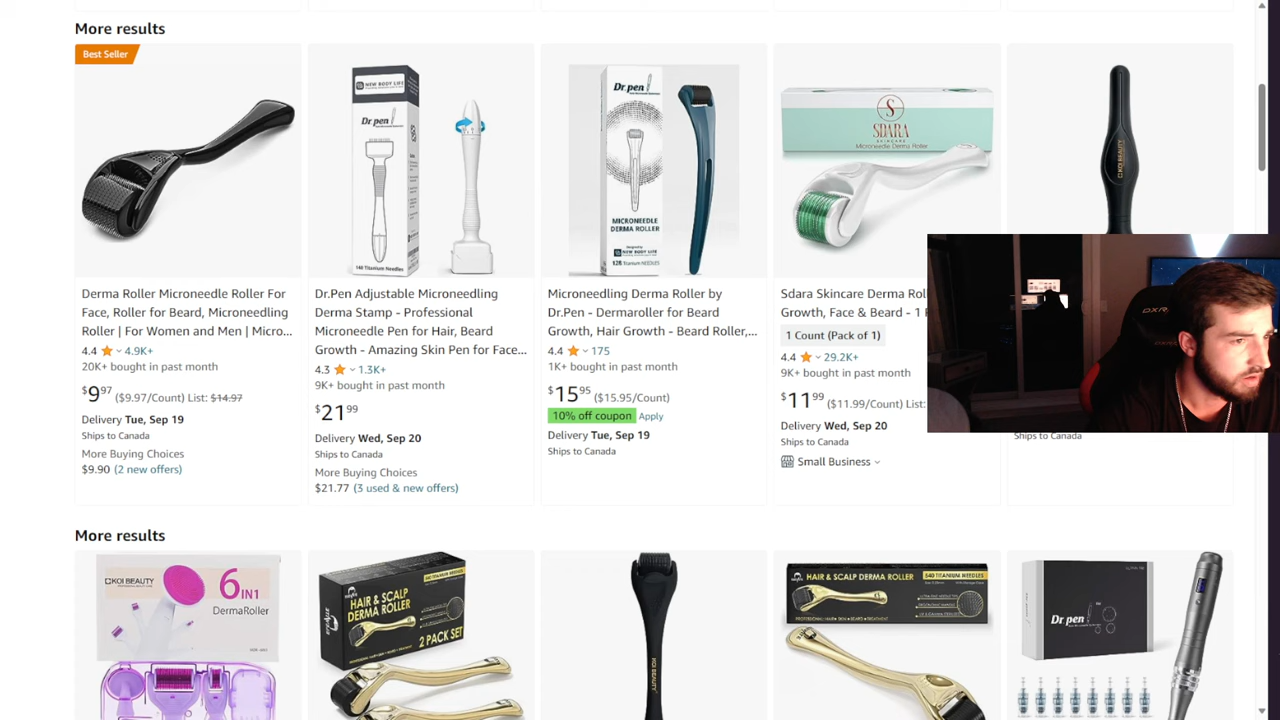 More results
Best Seller
NEW BODY LIFE
Dr.pen
140 Titanium Needles
Dr.pen
MICRONEEDLE
DERMA ROLLER
NEW BODY LIFE
128 Titanium NEEDLES
S
SDARA
SKINCARE
Microneedle Derma Roller
KOI BEAUTY
Derma Roller Microneedle Roller For
Face, Roller for Beard, Microneedling
Roller | For Women and Men | Micro...
4.4 4.9K+
20K+ bought in past month
$9.97 ($9.97/Count) List: $14.97
Delivery Tue, Sep 19
Ships to Canada
More Buying Choices
$9.90 (2 new offers)
Dr.Pen Adjustable Microneedling
Derma Stamp - Professional
Microneedle Pen for Hair, Beard
Growth - Amazing Skin Pen for Face...
4.3 1.3K+
9K+ bought in past month
$21.99
Delivery Wed, Sep 20
Ships to Canada
More Buying Choices
$21.77 (3 used & new offers)
Microneedling Derma Roller by
Dr.Pen - Dermaroller for Beard
Growth, Hair Growth - Beard Roller,...
4.4 175
1K+ bought in past month
$15.95 ($15.95/Count)
10% off coupon Apply
Delivery Tue, Sep 19
Ships to Canada
Sdara Skincare Derma Rol
Growth, Face & Beard - 1
1 Count (Pack of 1)
4.4 29.2K+
9K+ bought in past month
$11.99 ($11.99/Count) List:
Delivery Wed, Sep 20
Ships to Canada
Small Business
Ships to Canada
DXR
More results
KOI BEAUTY
6
IN1
DermaRoller
540 TITANIUM NEEDLES
HAIR & SCALP
DERMA ROLLER
2 PACK SET
KOI BEAUTY
HAIR & SCALP DERMA ROLLER
540 TITANIUM NEEDLES
Dr.pen